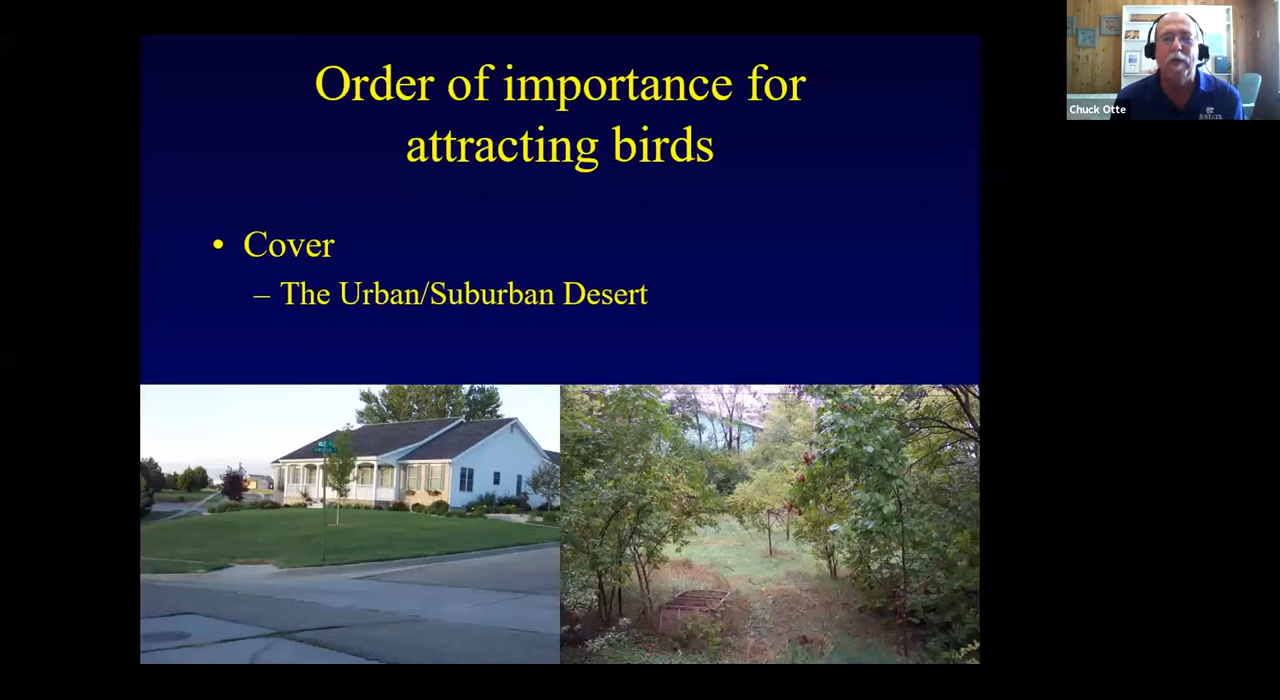 Order of importance for
attracting birds
• Cover
– The Urban/Suburban Desert
Chuck Otte